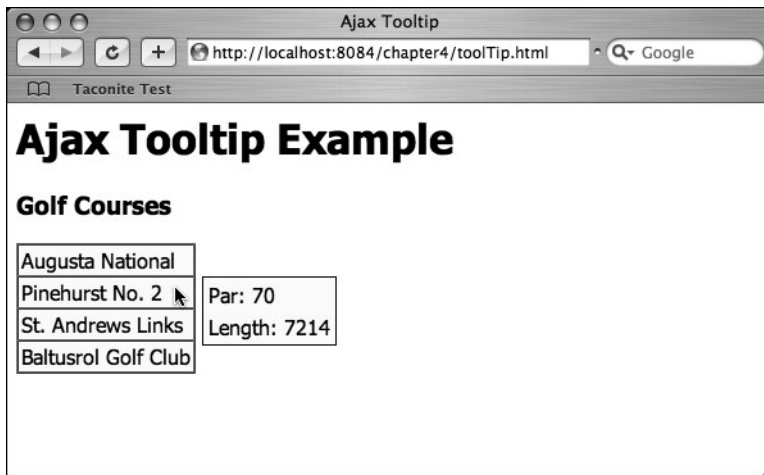 Ajax Tooltip
http://localhost:8084/chapter4/toolTip.html
Google
Taconite Test
Ajax Tooltip Example
Golf Courses
Augusta National
Pinehurst No. 2
Par: 70
Length: 7214
St. Andrews Links
Baltusrol Golf Club